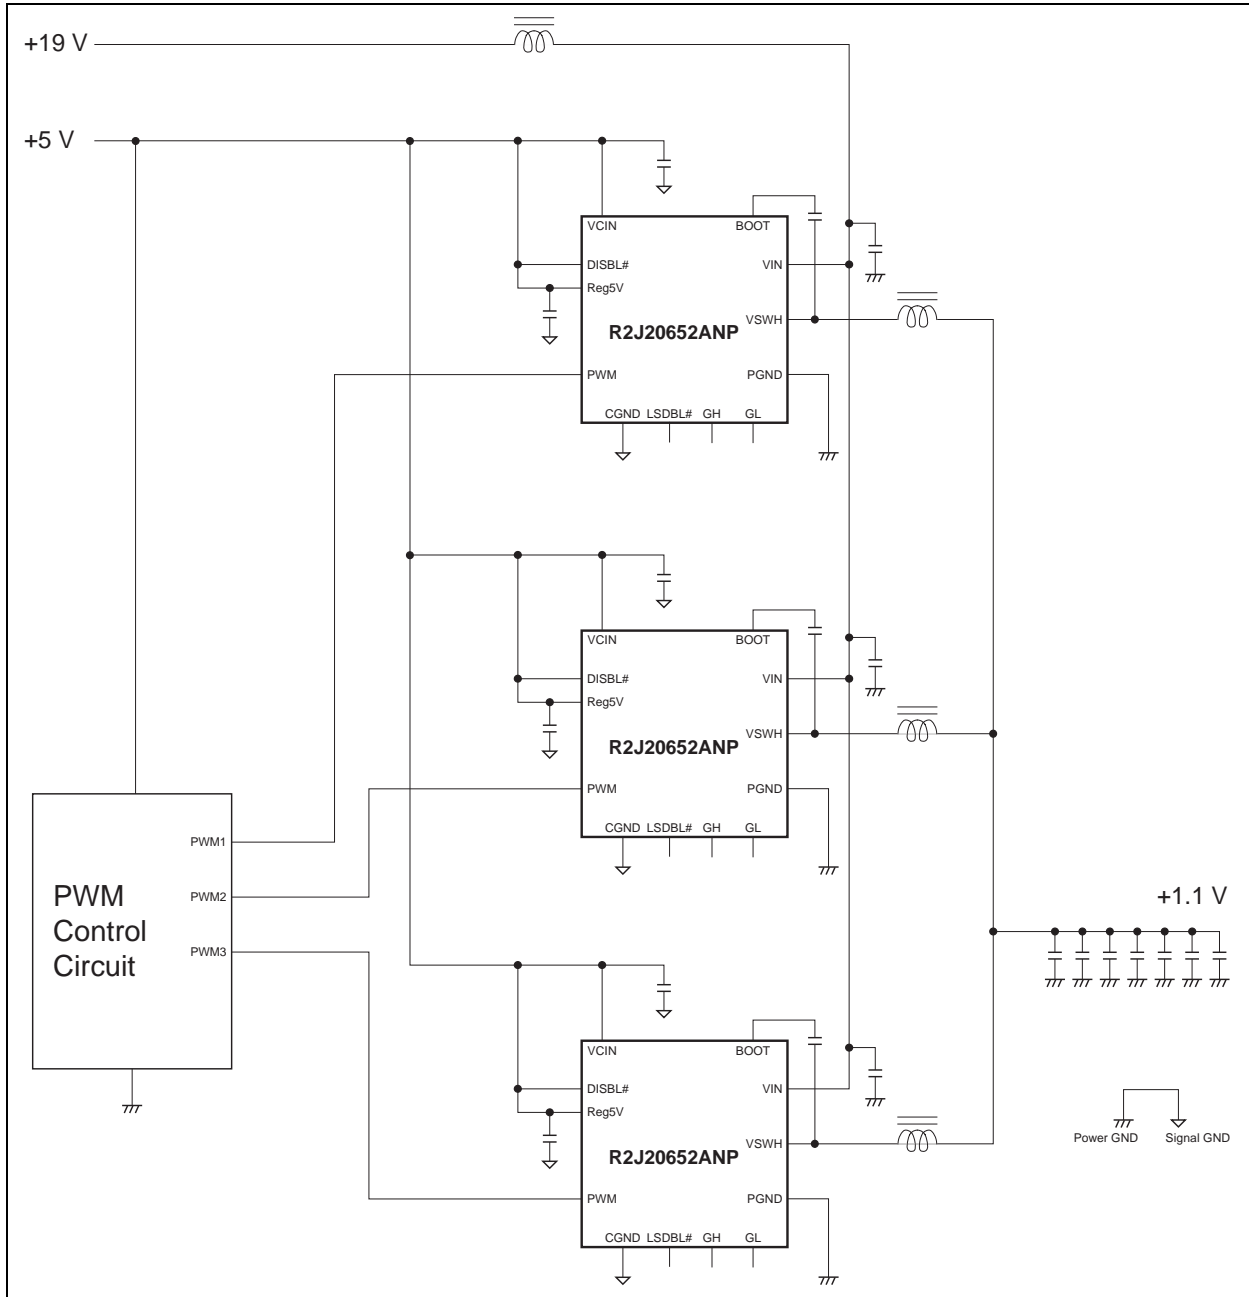 +19 V
+5 V
VCIN
BOOT
DISBL#
VIN
Reg5V
VSWH
R2J20652ANP
PWM
PGND
CGND LSDBL# GH GL
VCIN
BOOT
DISBL#
VIN
Reg5V
VSWH
R2J20652ANP
PWM
PGND
CGND LSDBL# GH GL
PWM1
PWM2
PWM3
PWM
Control
Circuit
+1.1 V
VCIN
BOOT
DISBL#
VIN
Reg5V
VSWH
R2J20652ANP
PWM
PGND
CGND LSDBL# GH GL
Power GND
Signal GND